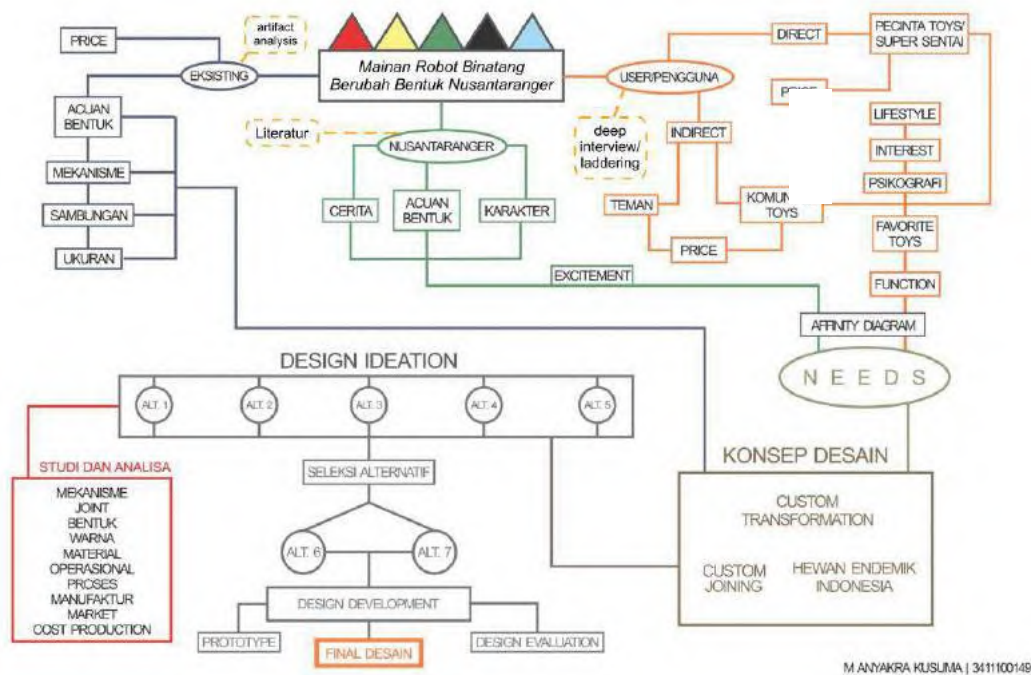 PRICE
artifact
analysis
EKSISTING
Mainan Robot Binatang
Berubah Bentuk Nusantaranger
USER/PENGGUNA
DIRECT
PECINTA TOYS/
SUPER SENTAI
ACUAN
BENTUK
MEKANISME
SAMBUNGAN
UKURAN
Literatur
NUSANTARANGER
CERITA
ACUAN
BENTUK
KARAKTER
deep
interview/
laddering
INDIRECT
TEMAN
TOYS
PRICE
LIFESTYLE
INTEREST
PSIKOGRAFI
FAVORITE
TOYS
FUNCTION
EXCITEMENT
AFFINITY DIAGRAM
NEEDS
DESIGN IDEATION
ALT. 1
ALT. 2
ALT. 3
ALT. 4
ALT. 5
STUDI DAN ANALISA
MEKANISME
JOINT
BENTUK
WARNA
MATERIAL
OPERASIONAL
PROSES
MANUFAKTUR
MARKET
COST PRODUCTION
SELEKSI ALTERNATIF
ALT. 6
ALT. 7
DESIGN DEVELOPMENT
PROTOTYPE
DESIGN EVALUATION
FINAL DESAIN
KONSEP DESAIN
CUSTOM
TRANSFORMATION
CUSTOM
JOINING
HEWAN ENDEMIK
INDONESIA
M ANYAKRA KUSUMA | 3411100149